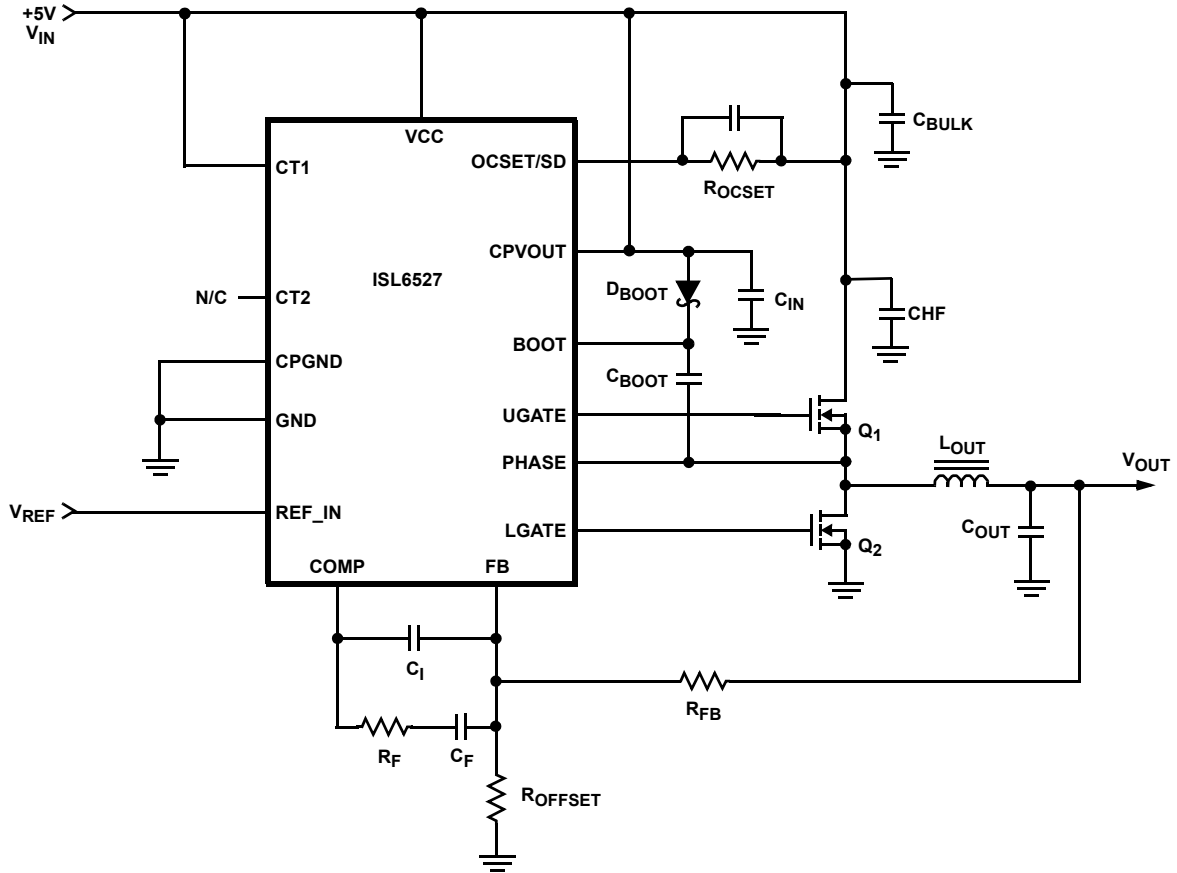 +5V
VIN
VCC
CT1
OCSET/SD
ROCSET
CBULK
CPVOUT
ISL6527
DBOOT
CIN
N/C
CT2
CHF
BOOT
CPGND
CBOOT
UGATE
GND
Q1
PHASE
LOUT
VOUT
VREF
REF_IN
LGATE
Q2
COUT
COMP
FB
CI
RFB
RF
CF
ROFFSET